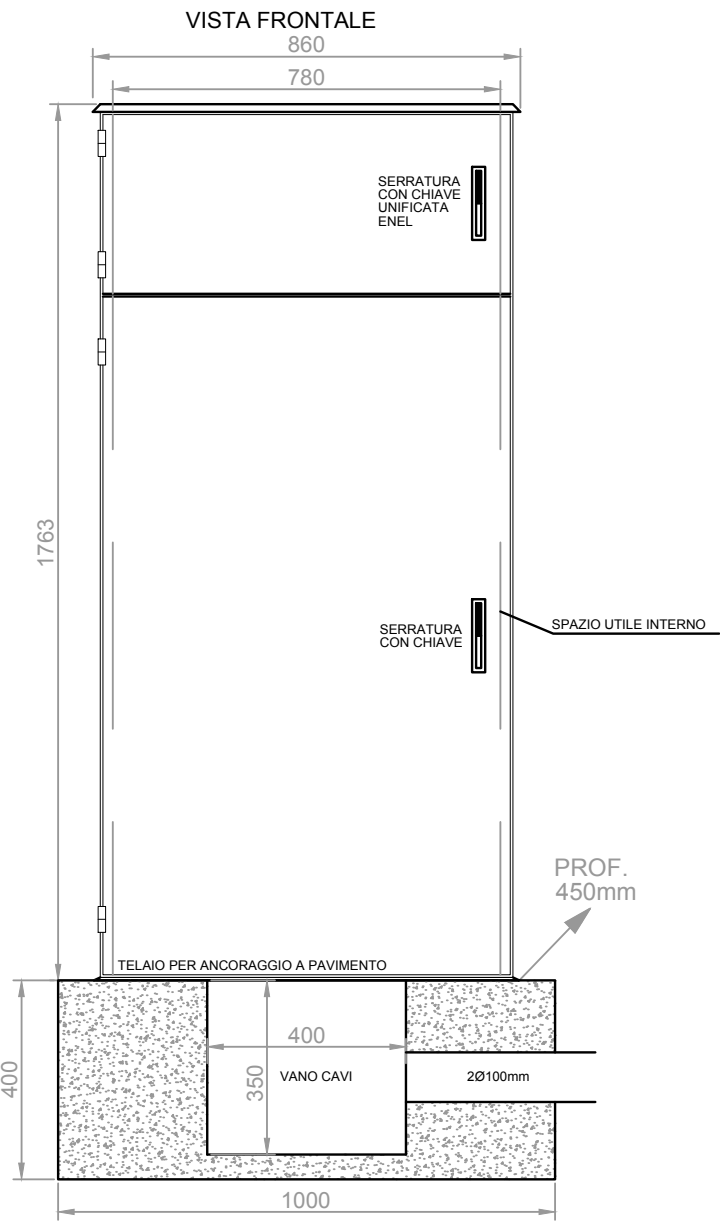 VISTA FRONTALE
860
780
SERRATURA
CON CHIAVE
UNIFICATA
ENEL
1763
SERRATURA
CON CHIAVE
SPAZIO UTILE INTERNO
PROF.
450mm
TELAIO PER ANCORAGGIO A PAVIMENTO
400
400
350
VANO CAVI
2Ø100mm
1000